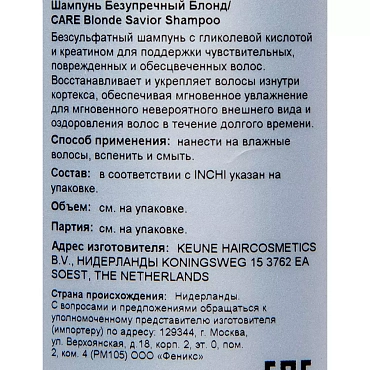 Шампунь Безупречный Блонд/
CARE Blonde Savior Shampoo
Безсульфатный шампунь с гликолевой кислотой
и креатином для поддержки чувствительных,
поврежденных и обесцвеченных волос.
Восстанавливает и укрепляет волосы изнутри
кортекса, обеспечивая мгновенное увлажнение
для мгновенного невероятного внешнего вида и
оздоровления волос в течение долгого времени.
Способ применения: нанести на влажные
волосы, вспенить и смыть.
Состав: в соответствии с INCHI указан на
упаковке.
Объем: см. на упаковке.
Партия: см. на упаковке.
Адрес изготовителя: KEUNE HAIRCOSMETICS
B.V., НИДЕРЛАНДЫ KONINGSWEG 15 3762 EA
SOEST, THE NETHERLANDS
Страна происхождения: Нидерланды.
С вопросами и предложениями обращаться к
уполномоченному представителю изготовителя
(импортеру) по адресу: 129344, г. Москва,
ул. Верхоянская, д. 18, корп. 2, эт. 0, пом.
2, ком. 4 (РМ105) ООО «Феникс»